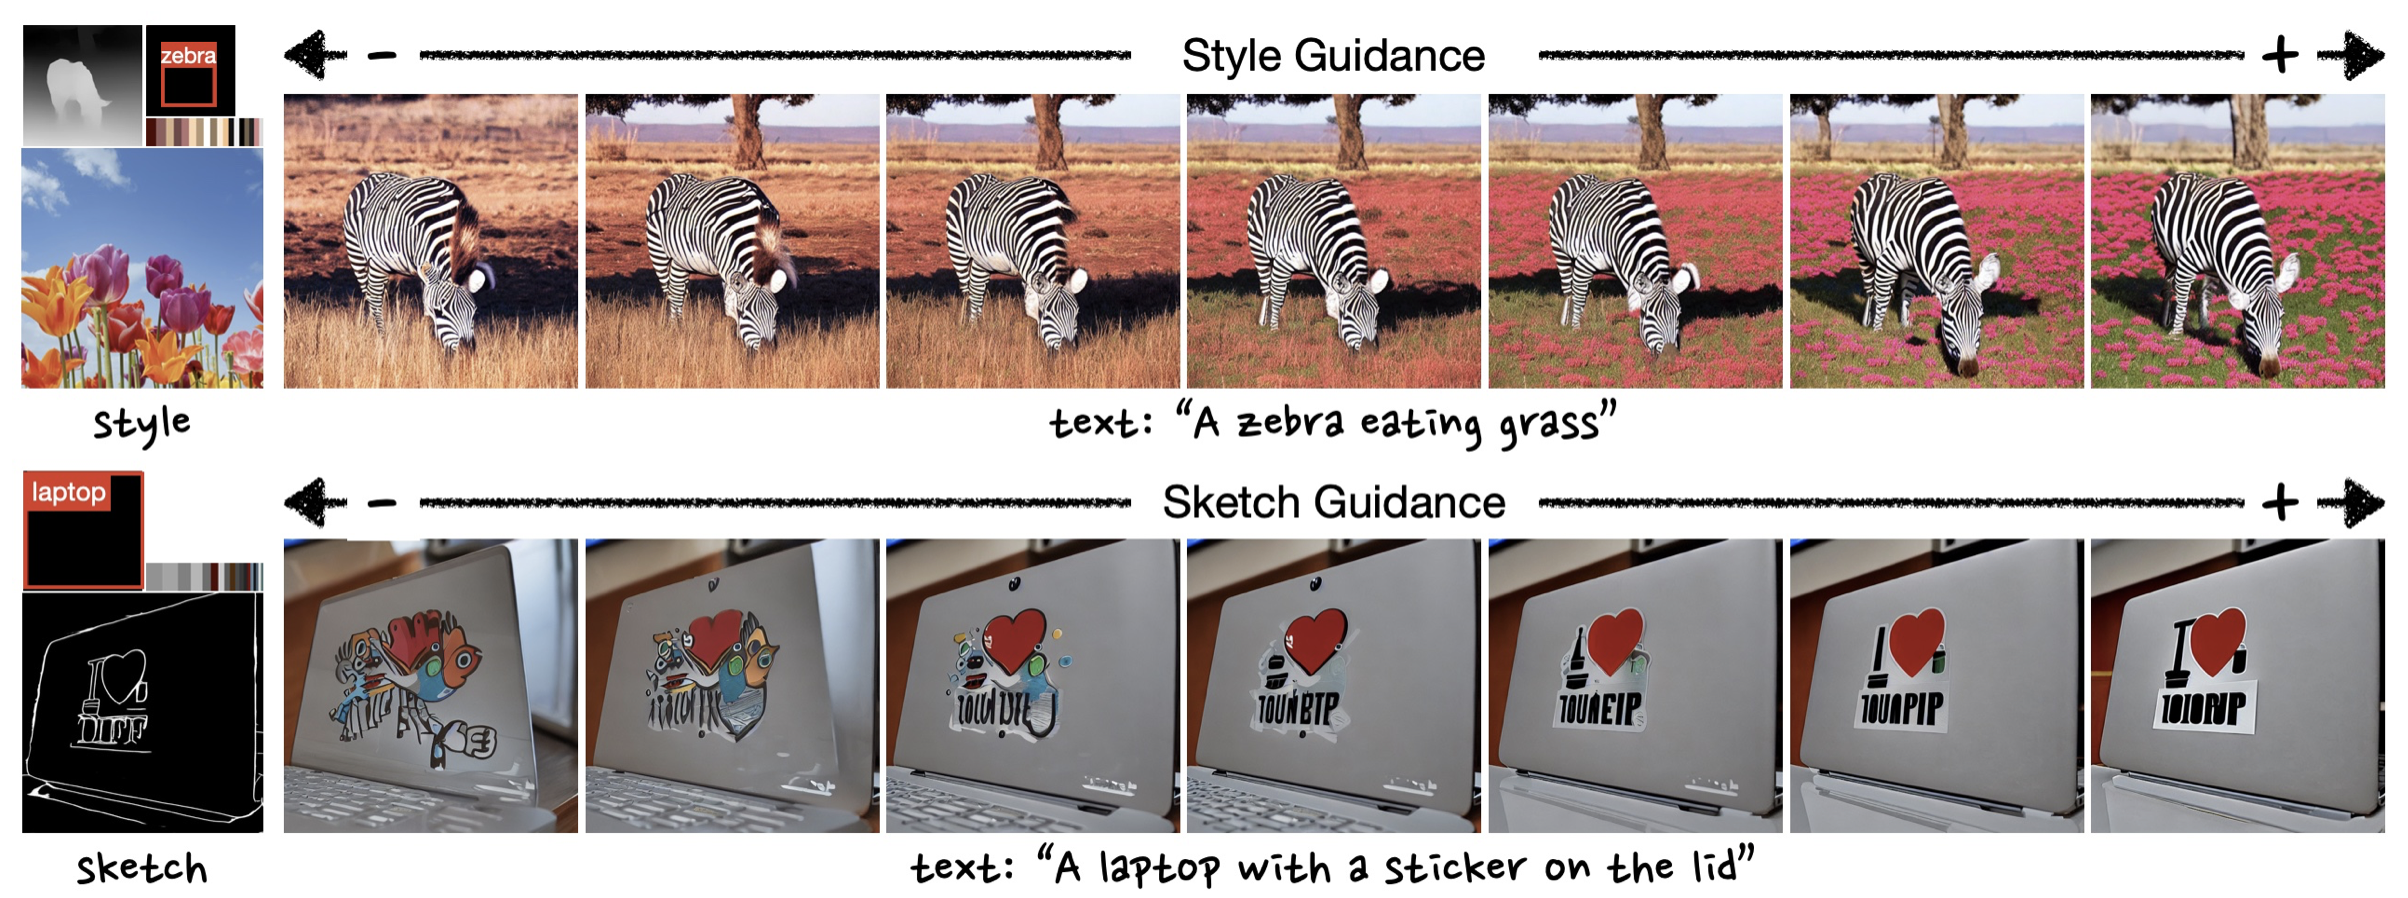 zebra
- Style Guidance +
style
text: “A zebra eating grass”
laptop
- Sketch Guidance +
I
DIFF
sketch
text: “A laptop with a sticker on the lid”